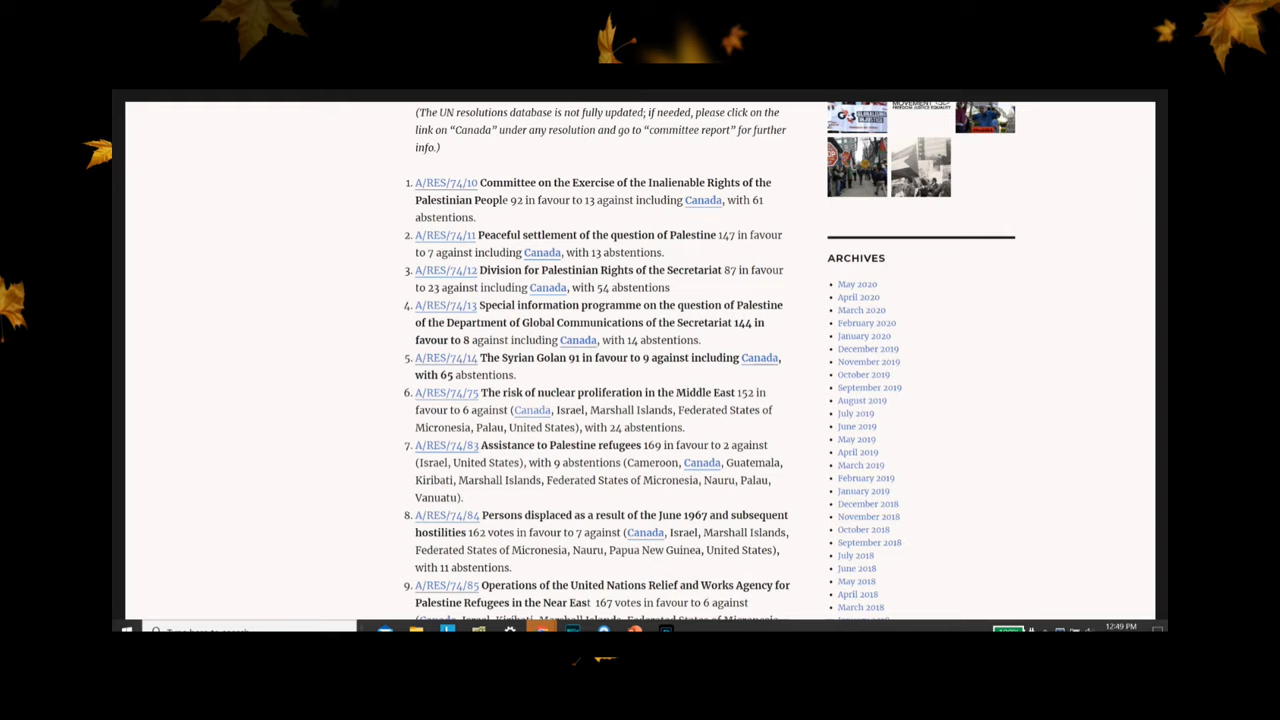 (The UN resolutions database is not fully updated; if needed, please click on the
link on “Canada” under any resolution and go to “committee report” for further
info.)
1. A/RES/74/10 Committee on the Exercise of the Inalienable Rights of the
Palestinian People 92 in favour to 13 against including Canada, with 61
abstentions.
2. A/RES/74/11 Peaceful settlement of the question of Palestine 147 in favour
to 7 against including Canada, with 13 abstentions.
3. A/RES/74/12 Division for Palestinian Rights of the Secretariat 87 in favour
to 23 against including Canada, with 54 abstentions
4. A/RES/74/13 Special information programme on the question of Palestine
of the Department of Global Communications of the Secretariat 144 in
favour to 8 against including Canada, with 14 abstentions.
5. A/RES/74/14 The Syrian Golan 91 in favour to 9 against including Canada,
with 65 abstentions.
6. A/RES/74/75 The risk of nuclear proliferation in the Middle East 152 in
favour to 6 against (Canada, Israel, Marshall Islands, Federated States of
Micronesia, Palau, United States), with 24 abstentions.
7. A/RES/74/83 Assistance to Palestine refugees 169 in favour to 2 against
(Israel, United States), with 9 abstentions (Cameroon, Canada, Guatemala,
Kiribati, Marshall Islands, Federated States of Micronesia, Nauru, Palau,
Vanuatu).
8. A/RES/74/84 Persons displaced as a result of the June 1967 and subsequent
hostilities 162 votes in favour to 7 against (Canada, Israel, Marshall Islands,
Federated States of Micronesia, Nauru, Papua New Guinea, United States),
with 11 abstentions.
9. A/RES/74/85 Operations of the United Nations Relief and Works Agency for
Palestine Refugees in the Near East 167 votes in favour to 6 against
(Canada, Israel, Kiribati, Marshall Islands, Federated States of Micronesia
MOVEMENT
FREEDOM JUSTICE EQUALITY
ARCHIVES
May 2020
April 2020
March 2020
February 2020
January 2020
December 2019
November 2019
October 2019
September 2019
August 2019
July 2019
June 2019
May 2019
April 2019
March 2019
February 2019
January 2019
December 2018
November 2018
October 2018
September 2018
July 2018
June 2018
May 2018
April 2018
March 2018
Type here to search
12:49 PM